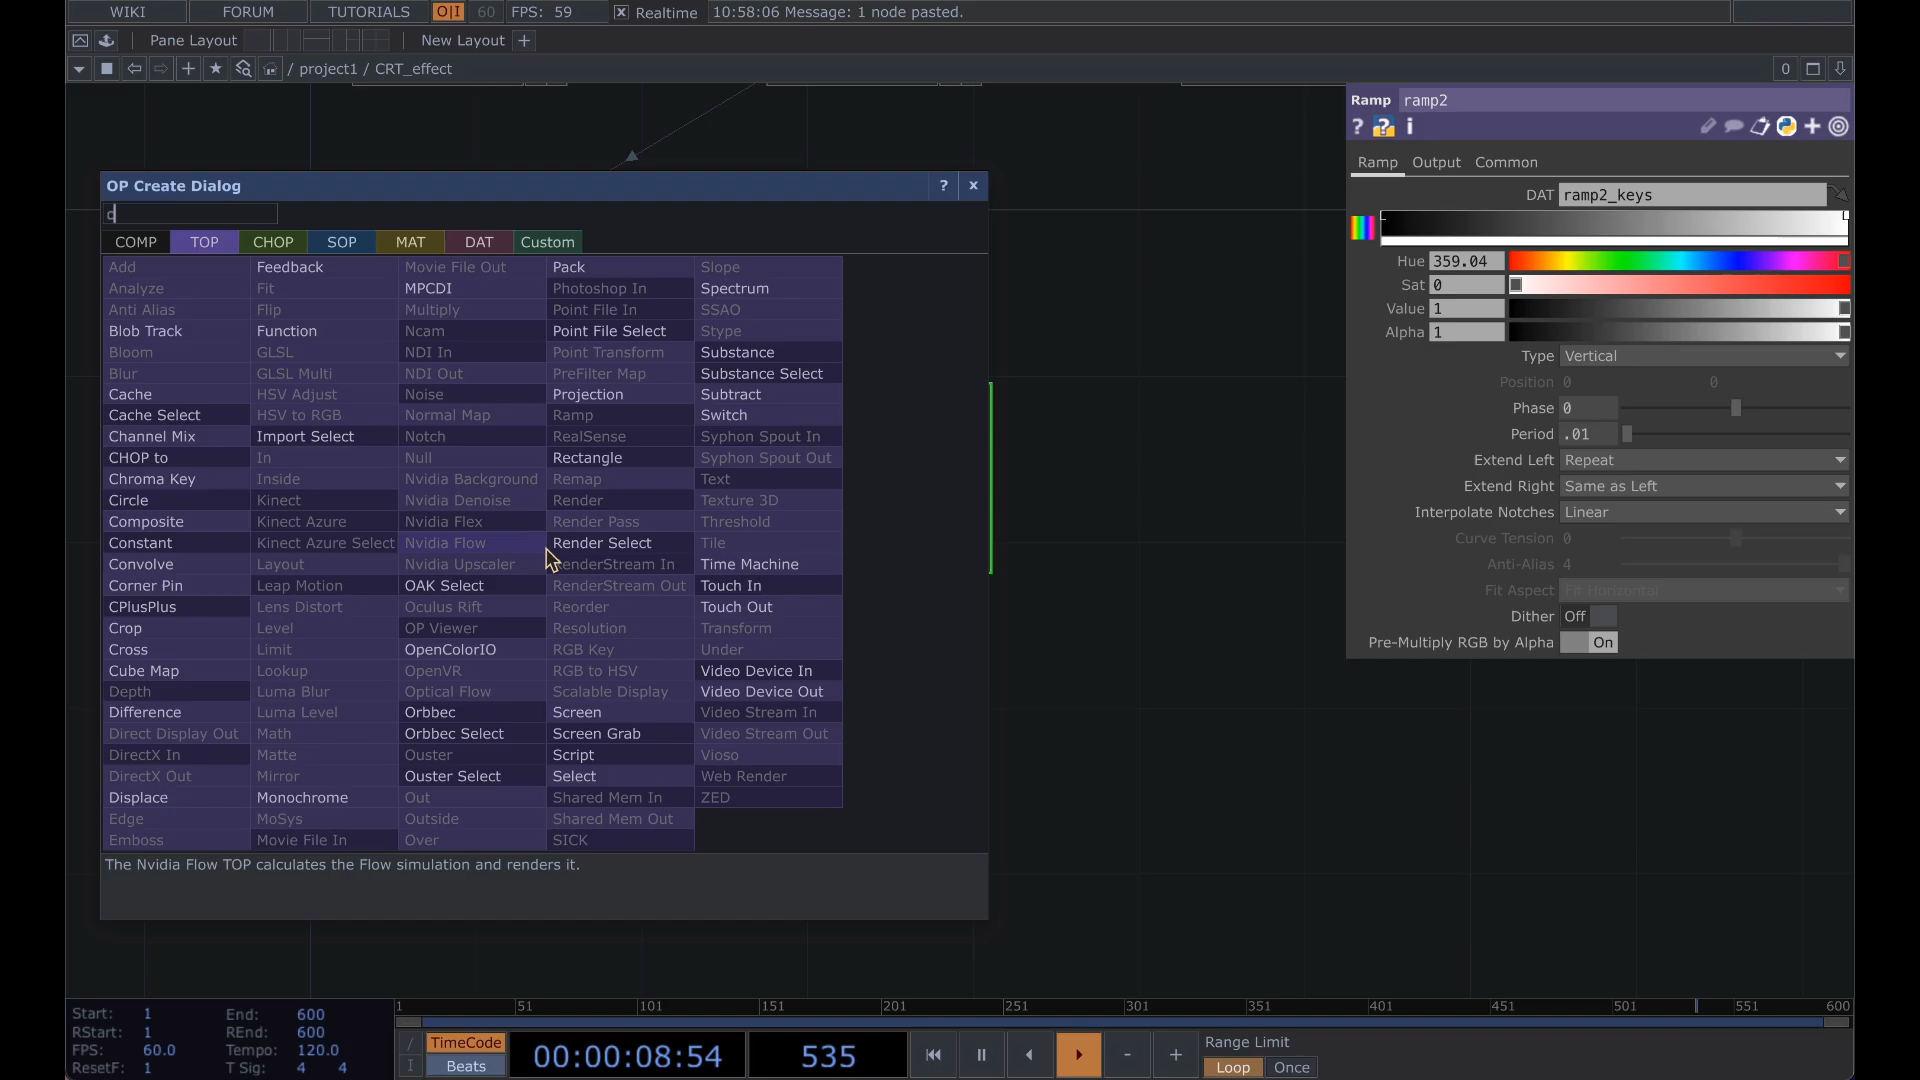 WIKI FORUM TUTORIALS O|I 60 FPS: 59 Realtime 10:58:06 Message: 1 node pasted.
Pane Layout New Layout +
/ project1 / CRT_effect 0
Ramp ramp2
Ramp Output Common
DAT ramp2_keys
Hue 359.04
Sat 0
Value 1
Alpha 1
Type Vertical
Position 0 0
Phase 0
Period .01
Extend Left Repeat
Extend Right Same as Left
Interpolate Notches Linear
Curve Tension 0
Anti-Alias 4
Fit Aspect Fit Horizontal
Dither Off
Pre-Multiply RGB by Alpha On
OP Create Dialog ? x
c
COMP TOP CHOP SOP MAT DAT Custom
Add Feedback Movie File Out Pack Slope
Analyze Fit MPCDI Photoshop In Spectrum
Anti Alias Flip Multiply Point File In SSAO
Blob Track Function Ncam Point File Select Stype
Bloom GLSL NDI In Point Transform Substance
Blur GLSL Multi NDI Out PreFilter Map Substance Select
Cache HSV Adjust Noise Projection Subtract
Cache Select HSV to RGB Normal Map Ramp Switch
Channel Mix Import Select Notch RealSense Syphon Spout In
CHOP to In Null Rectangle Syphon Spout Out
Chroma Key Inside Nvidia Background Remap Text
Circle Kinect Nvidia Denoise Render Texture 3D
Composite Kinect Azure Nvidia Flex Render Pass Threshold
Constant Kinect Azure Select Nvidia Flow Render Select Tile
Convolve Layout Nvidia Upscaler RenderStream In Time Machine
Corner Pin Leap Motion OAK Select RenderStream Out Touch In
CPlusPlus Lens Distort Oculus Rift Reorder Touch Out
Crop Level OP Viewer Resolution Transform
Cross Limit OpenColorIO RGB Key Under
Cube Map Lookup OpenVR RGB to HSV Video Device In
Depth Luma Blur Optical Flow Scalable Display Video Device Out
Difference Luma Level Orbbec Screen Video Stream In
Direct Display Out Math Orbbec Select Screen Grab Video Stream Out
DirectX In Matte Ouster Script Vioso
DirectX Out Mirror Ouster Select Select Web Render
Displace Monochrome Out Shared Mem In ZED
Edge MoSys Outside Shared Mem Out
Emboss Movie File In Over SICK
The Nvidia Flow TOP calculates the Flow simulation and renders it.
1 51 101 151 201 251 301 351 401 451 501 551 600
Start: 1 End: 600
RStart: 1 REnd: 600
FPS: 60.0 Tempo: 120.0
ResetF: 1 T Sig: 4 4
TimeCode
Beats
00:00:08:54 535
- +
Range Limit
Loop Once